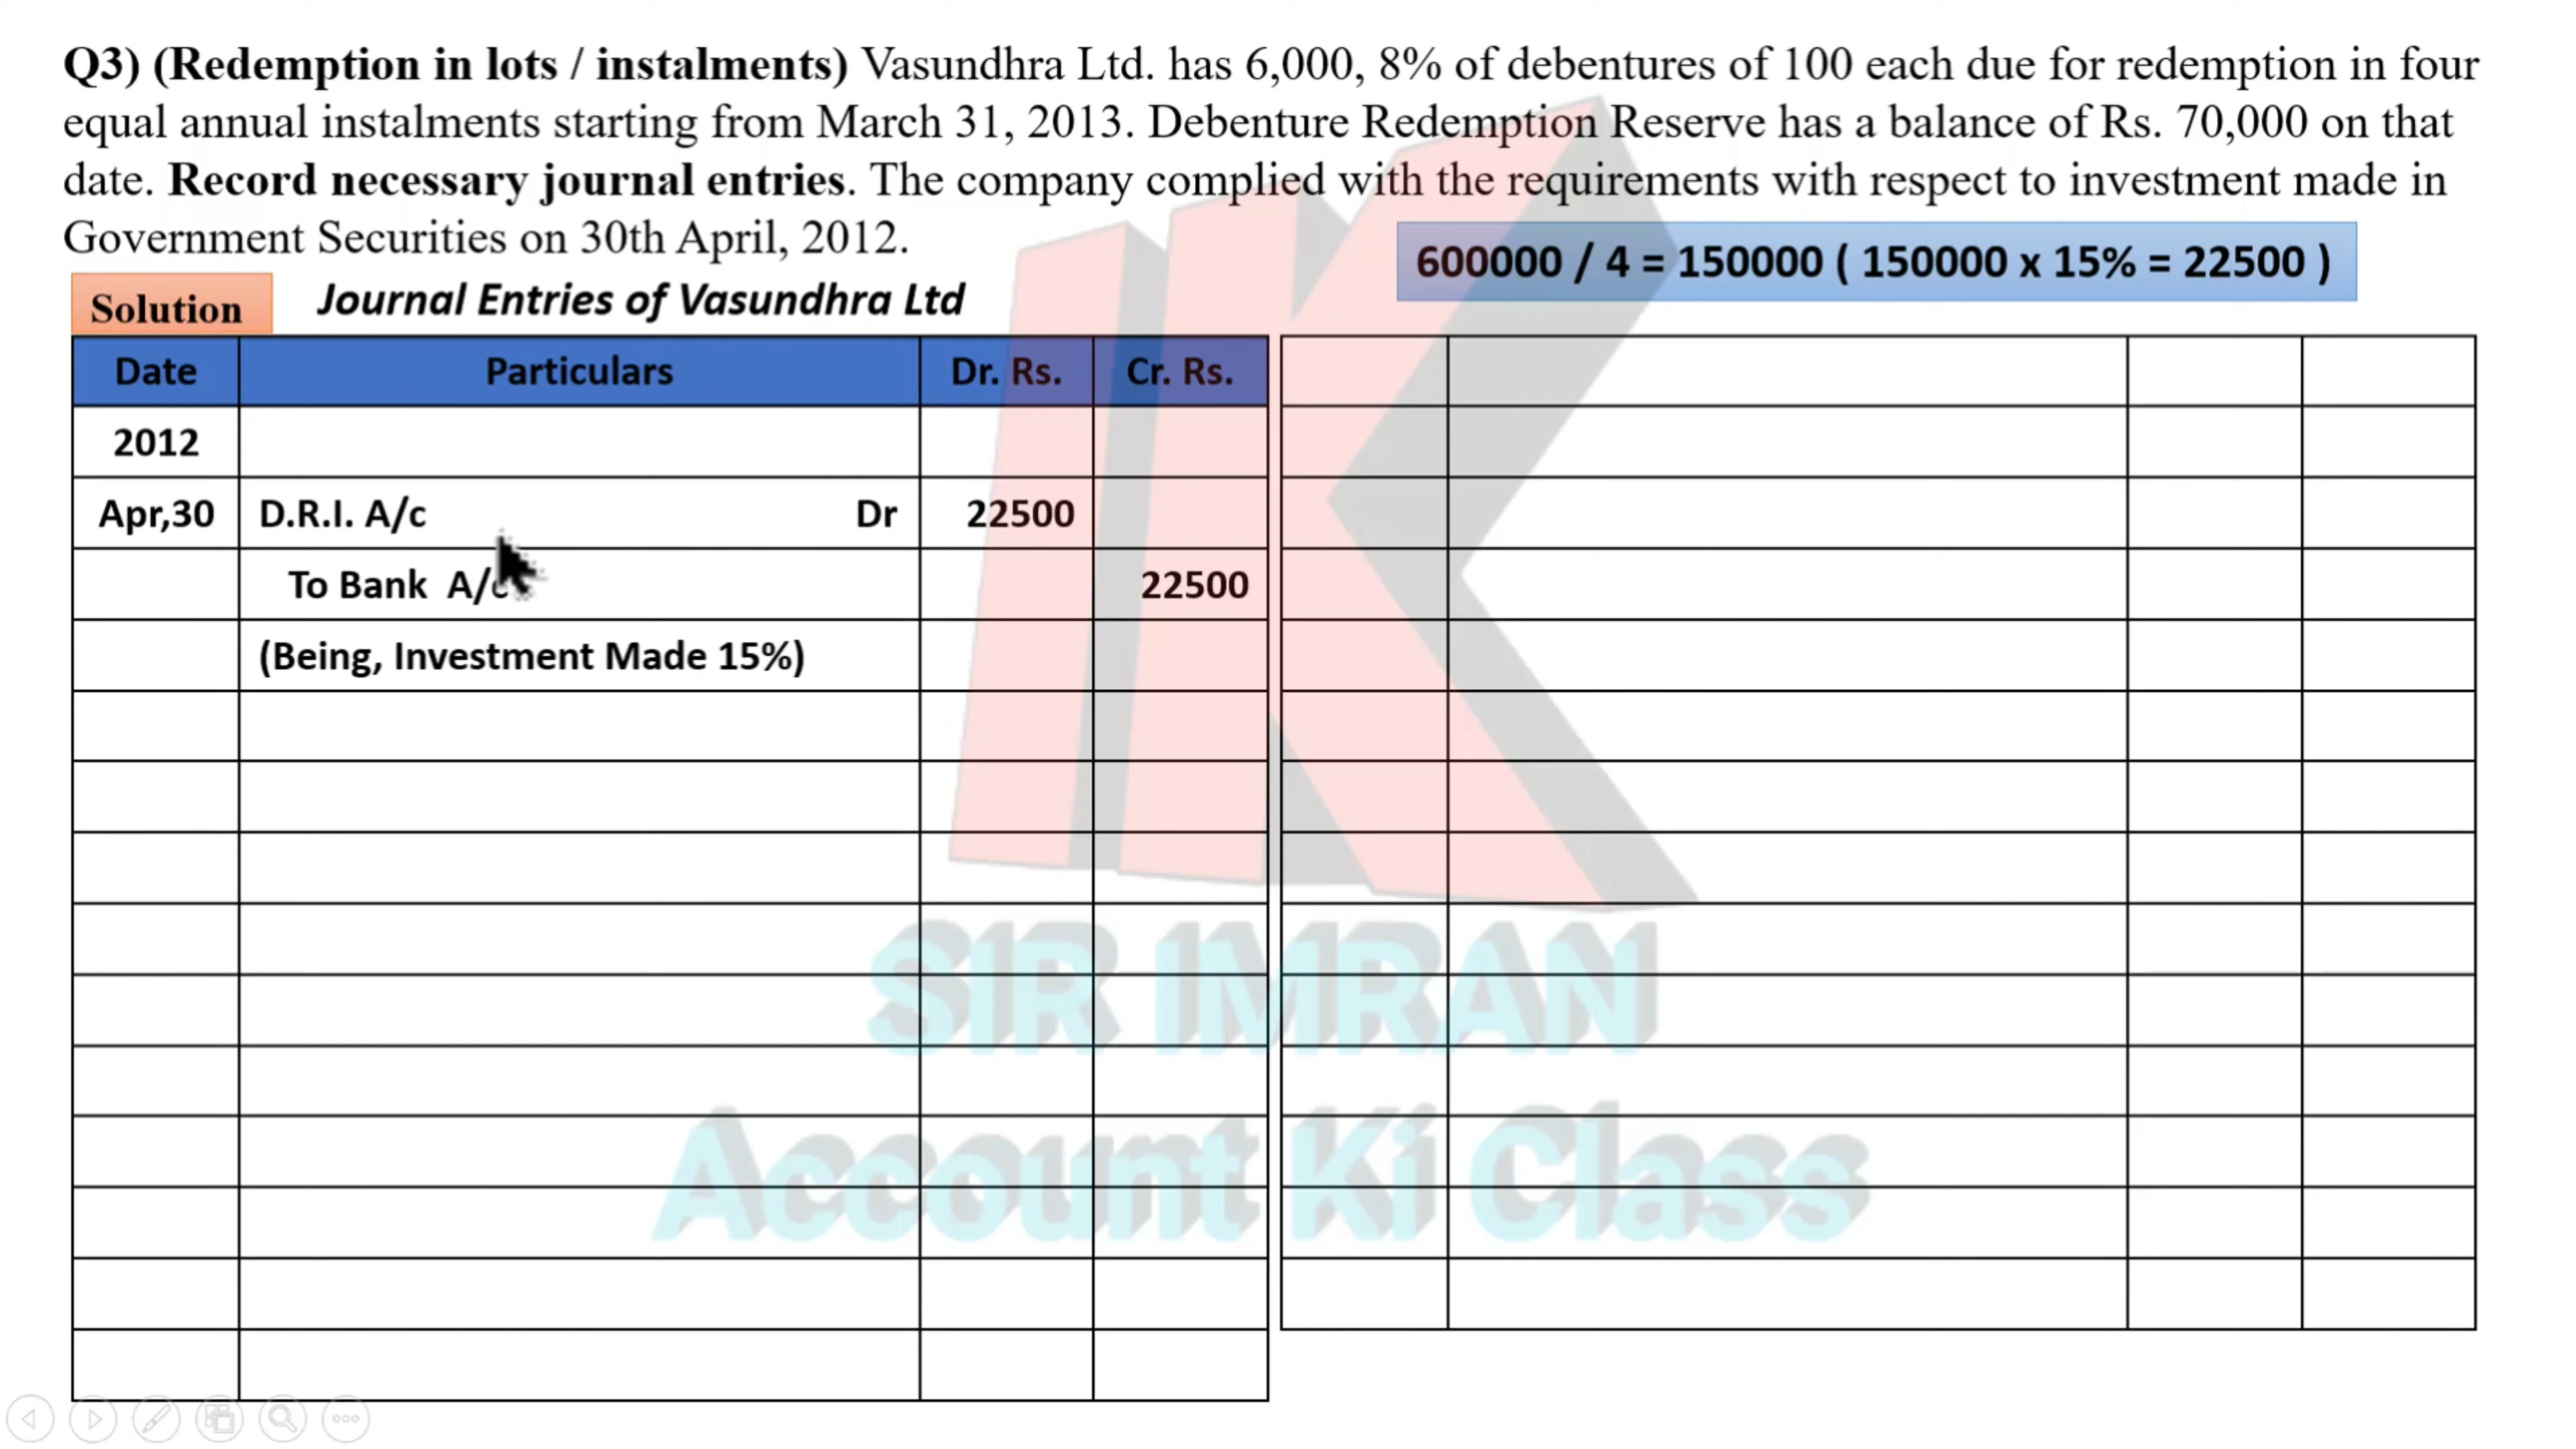 Q3) (Redemption in lots / instalments) Vasundhra Ltd. has 6,000, 8% of debentures of 100 each due for redemption in four
equal annual instalments starting from March 31, 2013. Debenture Redemption Reserve has a balance of Rs. 70,000 on that
date. Record necessary journal entries. The company complied with the requirements with respect to investment made in
Government Securities on 30th April, 2012.
600000 / 4 = 150000 ( 150000 x 15% = 22500 )
Solution
Journal Entries of Vasundhra Ltd
Date Particulars Dr. Rs. Cr. Rs.
2012
Apr,30 D.R.I. A/c Dr 22500
To Bank A/c 22500
(Being, Investment Made 15%)
IK
SIR IMRAN
Account Ki Class